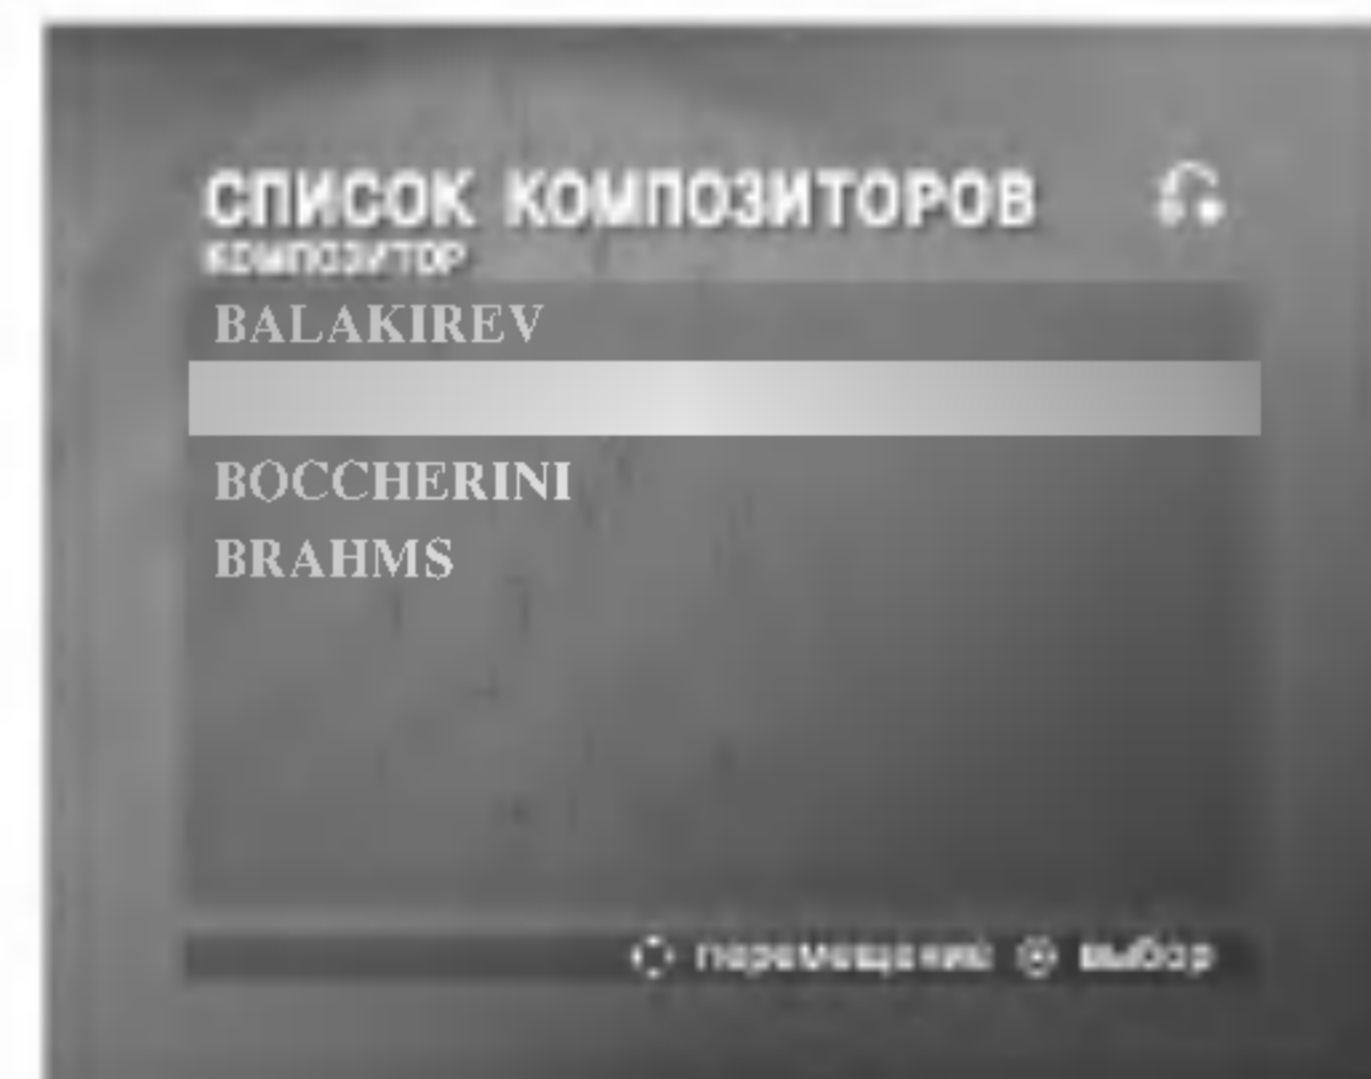 СПИСОК КОМПОЗИТОРОВ
КОМПОЗИТОР
BALAKIREV
BOCCHERINI
BRAHMS
перемещение выбор